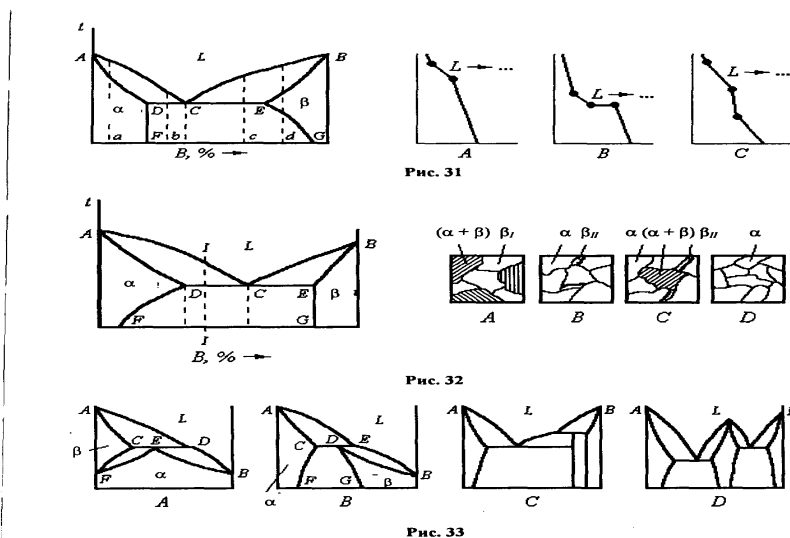 t
A L B
α D C E β
a F b c d G
B, %
L ...
A
L ...
B
L ...
C
Рис. 31
t
A I L B
α D C E β
F G
I
B, %
(α + β) βI
A
α βII
B
α (α + β) βII
C
α
D
Рис. 32
A L
β C E D
F α B
A
A L
C D E
F G B
α β
B
A L B
C
A L B
D
Рис. 33